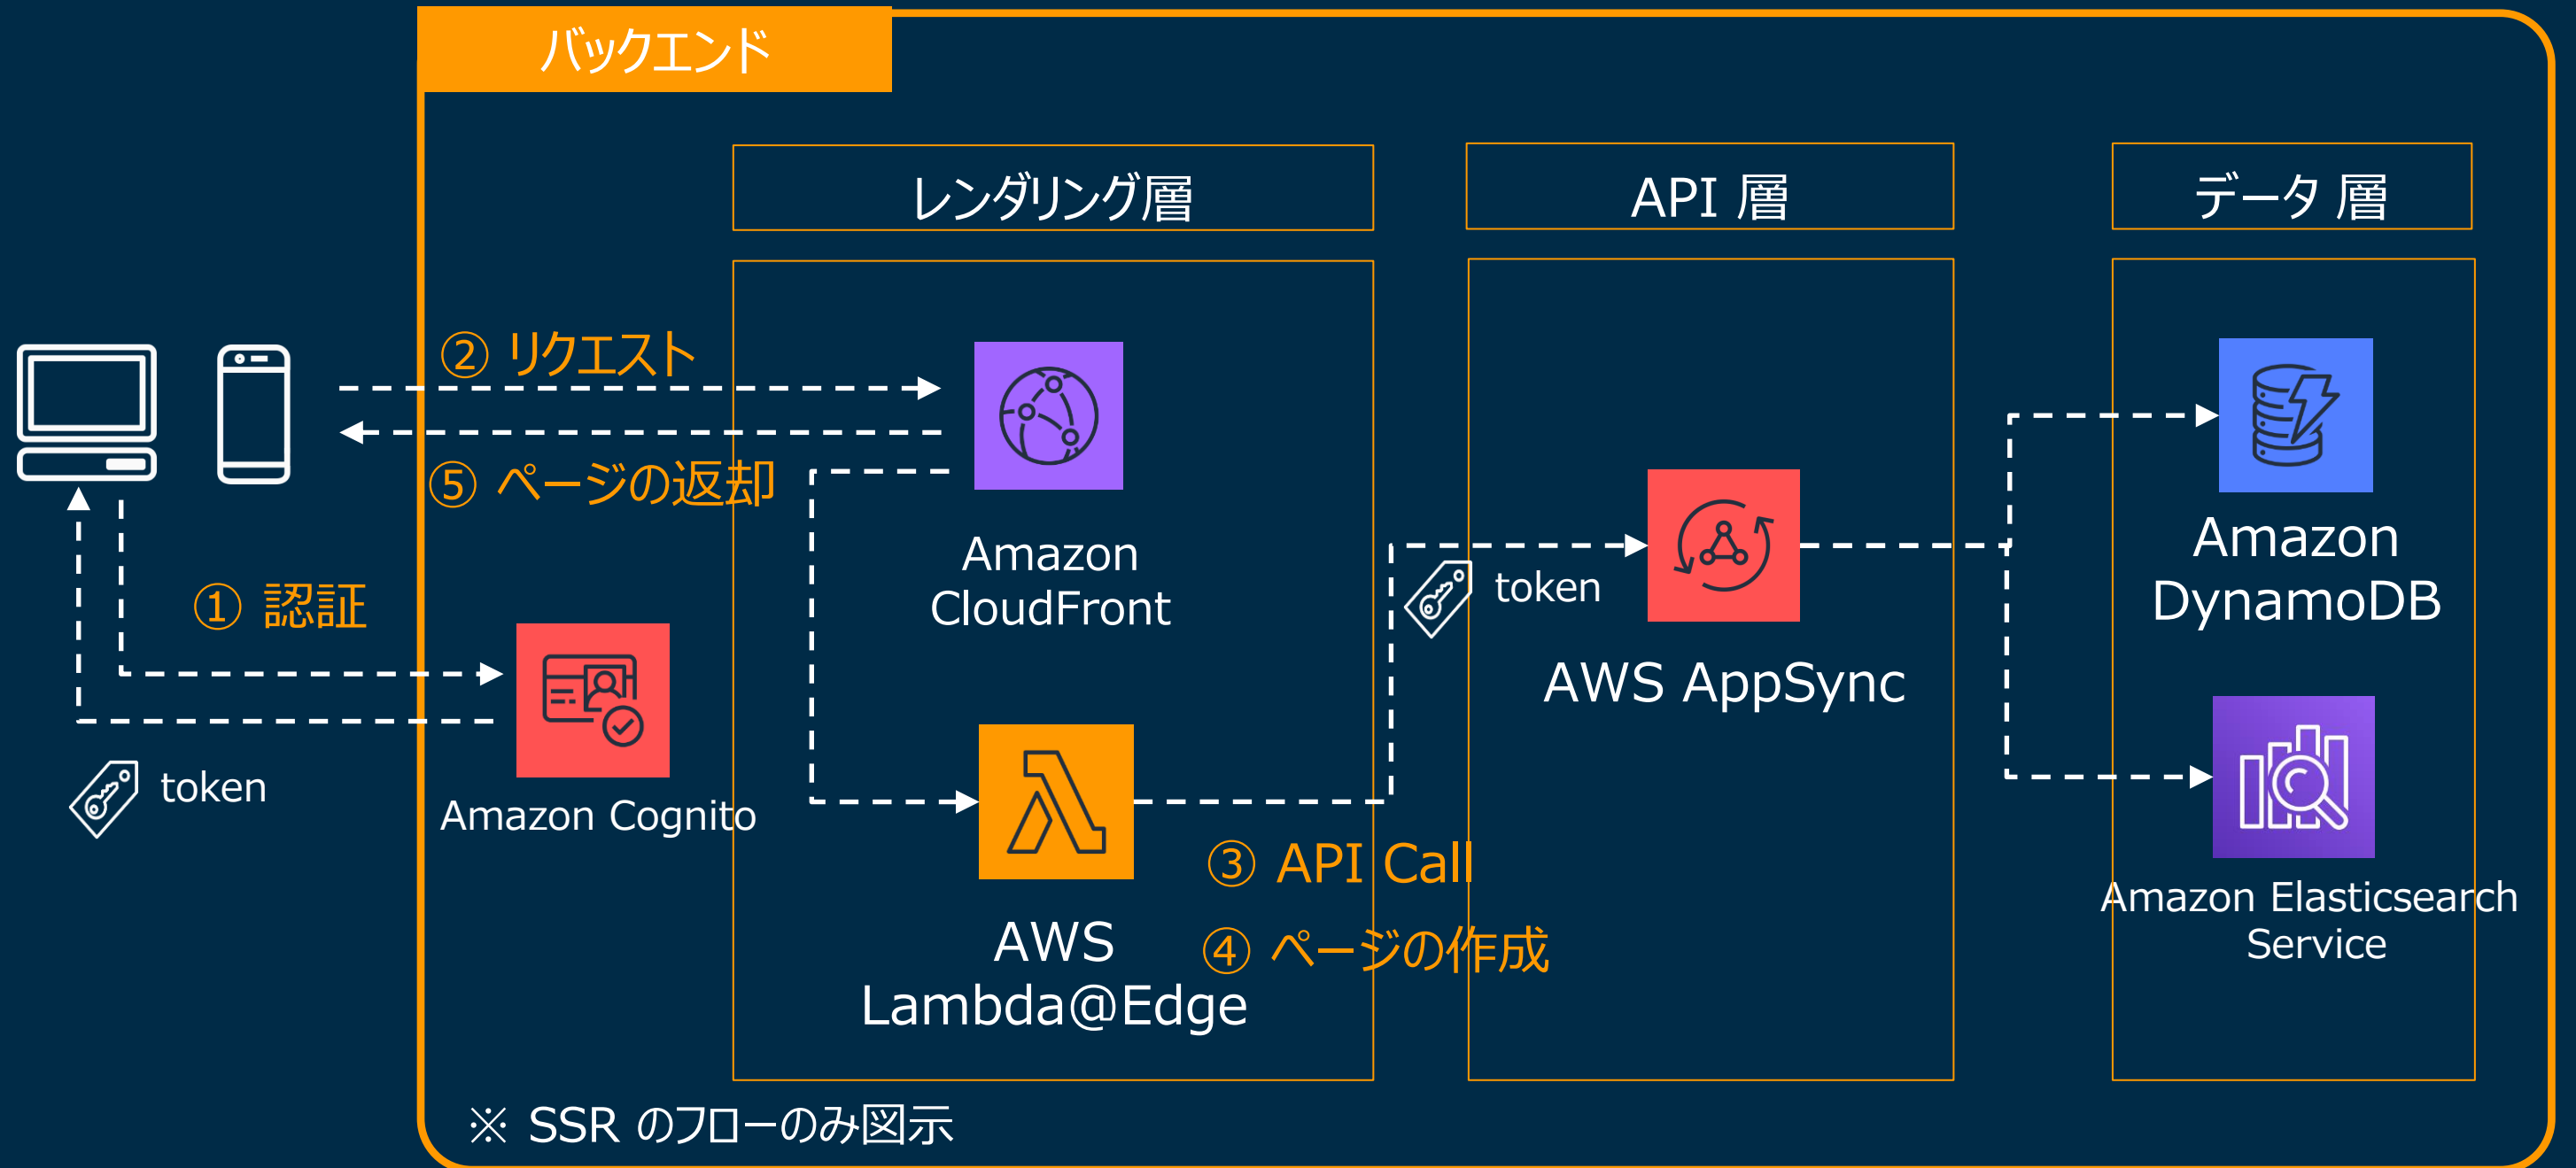 バックエンド
レンダリング層
API 層
データ 層
② リクエスト
⑤ ページの返却
① 認証
token
Amazon Cognito
Amazon
CloudFront
AWS
Lambda@Edge
③ API Call
④ ページの作成
token
AWS AppSync
Amazon
DynamoDB
Amazon Elasticsearch
Service
※ SSR のフローのみ図示